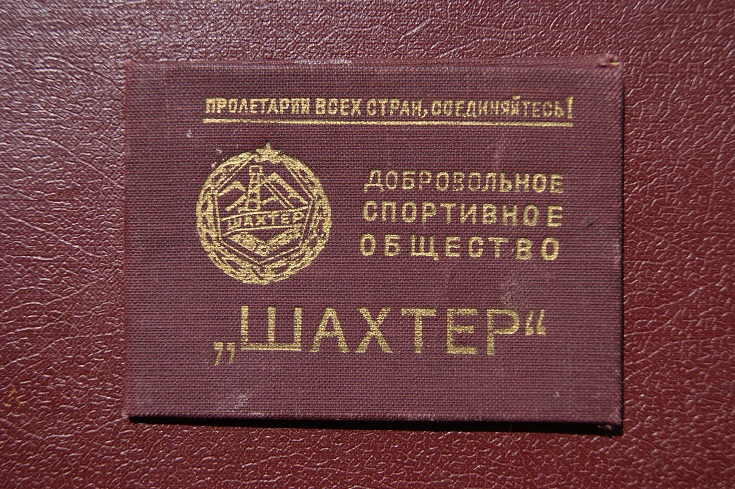 ПРОЛЕТАРИИ ВСЕХ СТРАН, СОЕДИНЯЙТЕСЬ!
ШАХТЕР
ДОБРОВОЛЬНОЕ
СПОРТИВНОЕ
ОБЩЕСТВО
„ШАХТЕР“